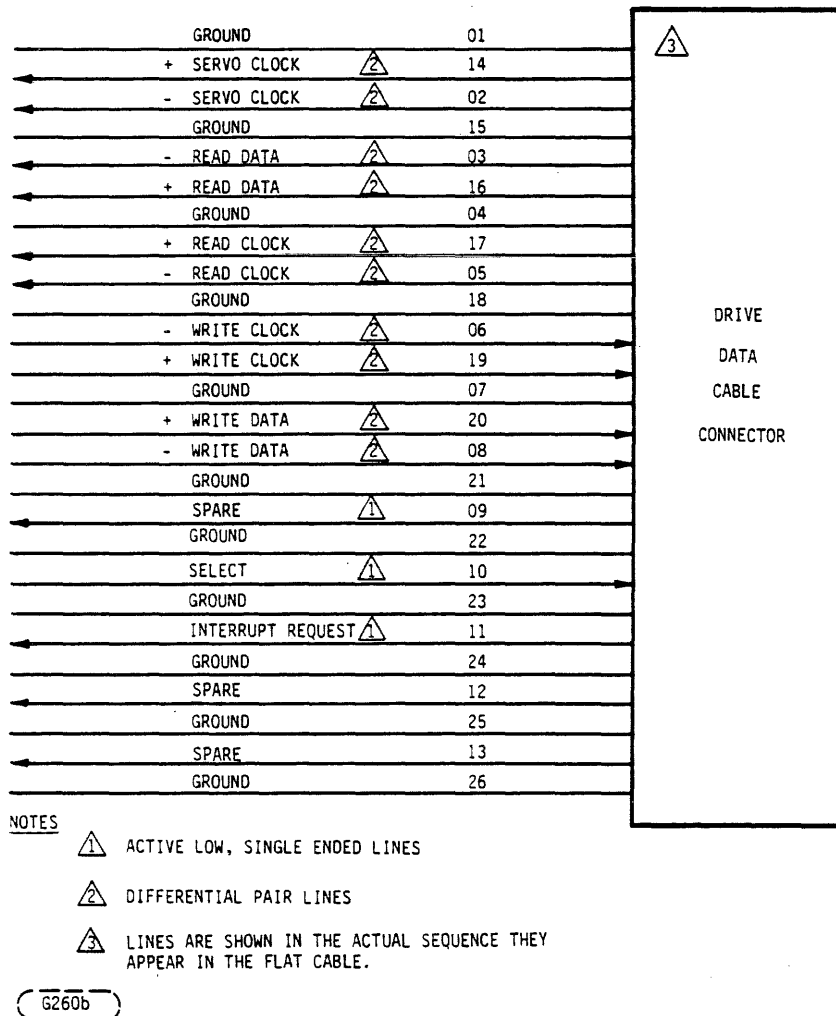 GROUND 01
+ SERVO CLOCK 2 14
- SERVO CLOCK 2 02
GROUND 15
- READ DATA 2 03
+ READ DATA 2 16
GROUND 04
+ READ CLOCK 2 17
- READ CLOCK 2 05
GROUND 18
- WRITE CLOCK 2 06
+ WRITE CLOCK 2 19
GROUND 07
+ WRITE DATA 2 20
- WRITE DATA 2 08
GROUND 21
SPARE 1 09
GROUND 22
SELECT 1 10
GROUND 23
INTERRUPT REQUEST 1 11
GROUND 24
SPARE 12
GROUND 25
SPARE 13
GROUND 26
3
DRIVE
DATA
CABLE
CONNECTOR
NOTES
1 ACTIVE LOW, SINGLE ENDED LINES
2 DIFFERENTIAL PAIR LINES
3 LINES ARE SHOWN IN THE ACTUAL SEQUENCE THEY
APPEAR IN THE FLAT CABLE.
G260b